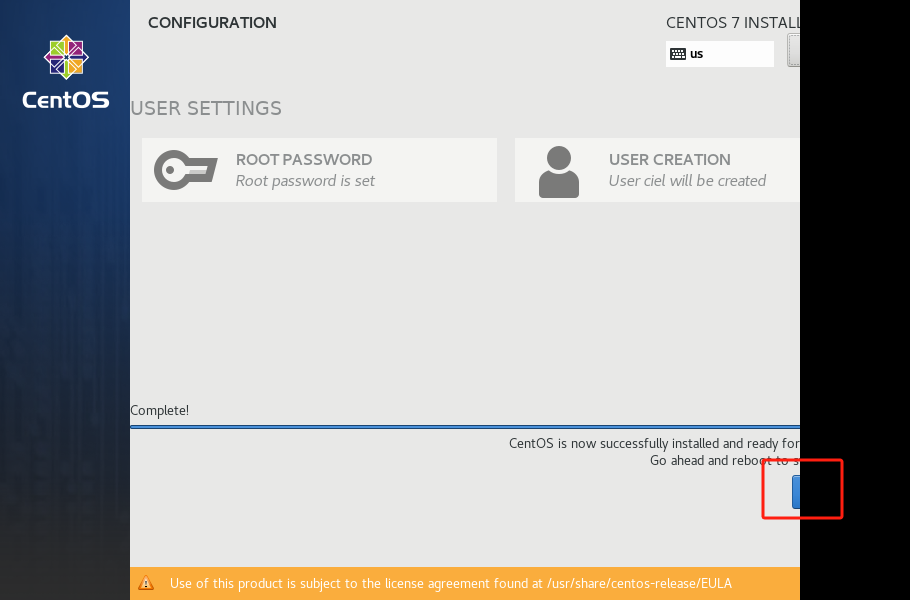 CONFIGURATION
CENTOS 7 INSTALL
us
CentOS
USER SETTINGS
ROOT PASSWORD
Root password is set
USER CREATION
User ciel will be created
Complete!
CentOS is now successfully installed and ready for
Go ahead and reboot to s
Use of this product is subject to the license agreement found at /usr/share/centos-release/EULA